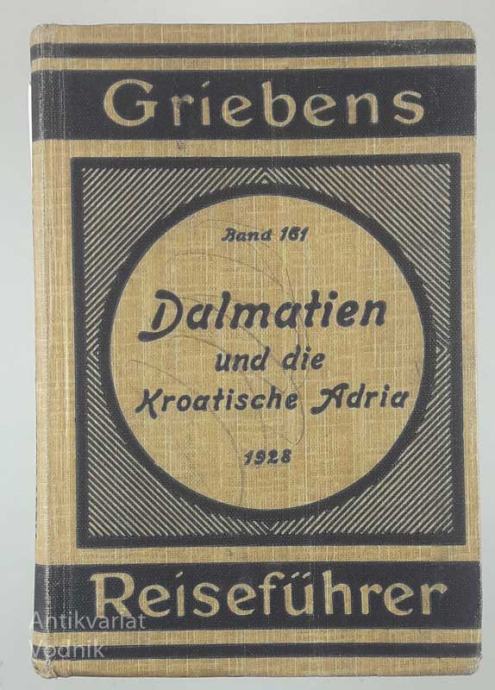 Griebens
Band 161
Dalmatien
und die
Kroatische Adria
1928
Reiseführer
Antikvariat
Vodnik